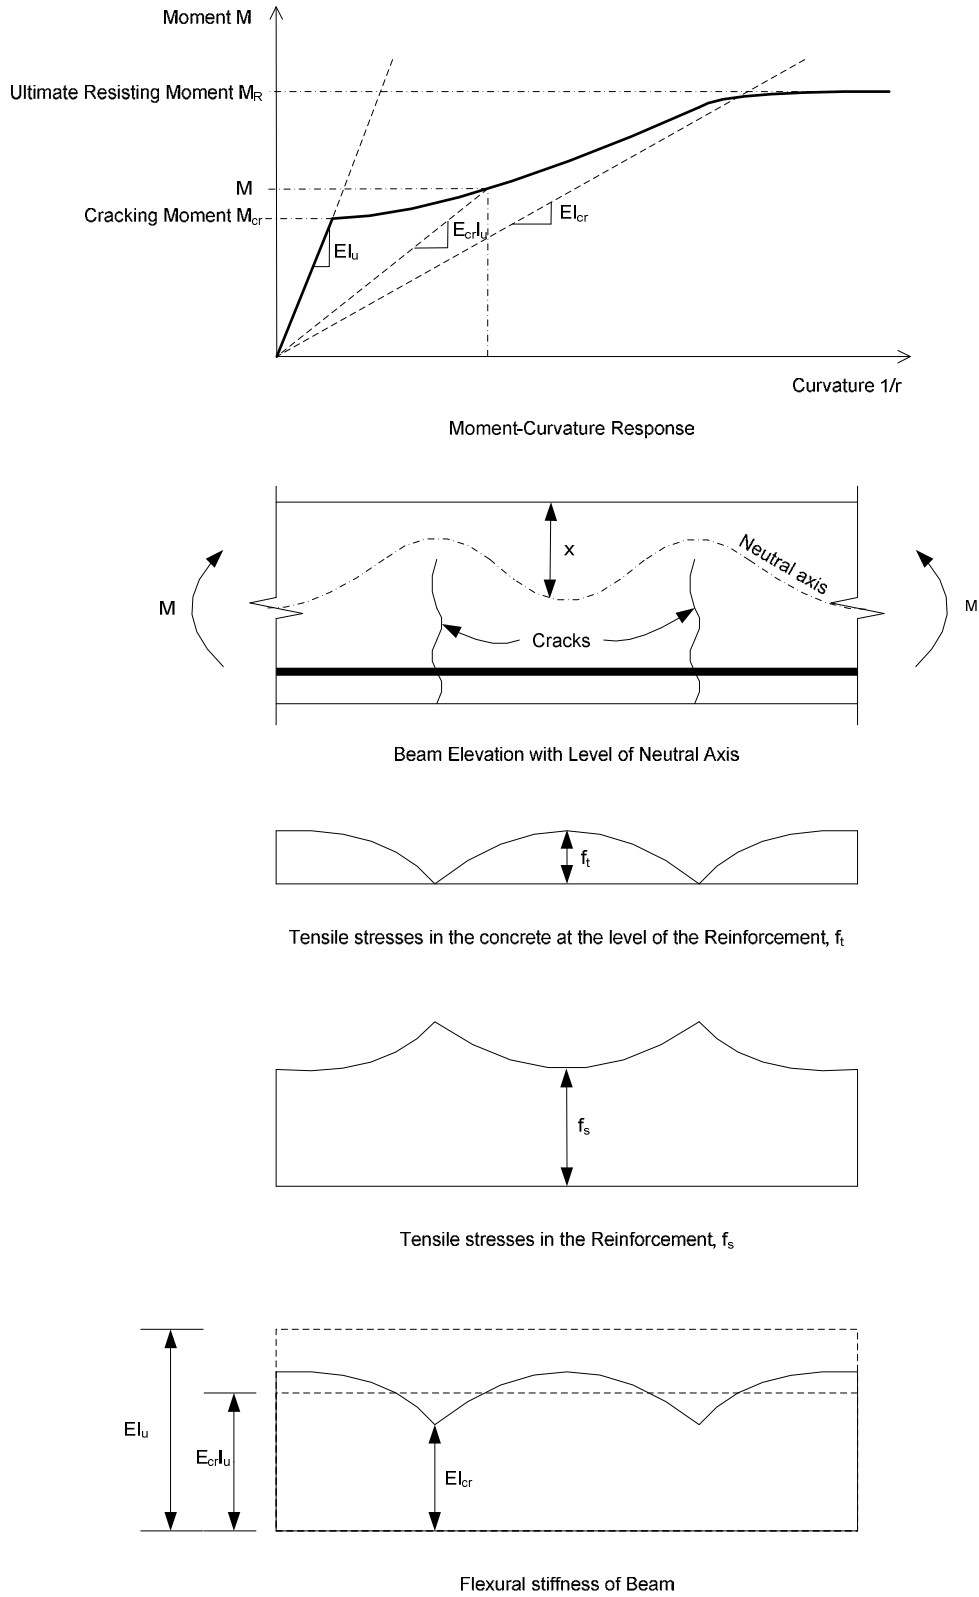 Moment M
Ultimate Resisting Moment MR
M
Cracking Moment Mcr
EIu
EcrIu
EIcr
Curvature 1/r
Moment-Curvature Response
x
Neutral axis
M
M
Cracks
Beam Elevation with Level of Neutral Axis
ft
Tensile stresses in the concrete at the level of the Reinforcement, ft
fs
Tensile stresses in the Reinforcement, fs
EIu
EcrIu
EIcr
Flexural stiffness of Beam